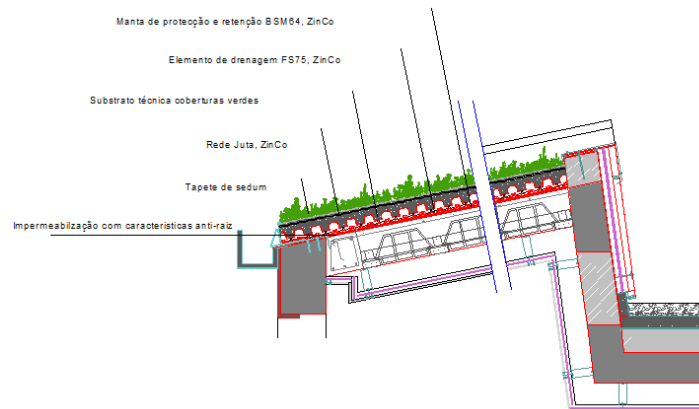 Manta de protecção e retenção BSM64, ZinCo
Elemento de drenagem FS75, ZinCo
Substrato técnica coberturas verdes
Rede Juta, ZinCo
Tapete de sedum
Impermeabilzação com caracteristicas anti-raiz